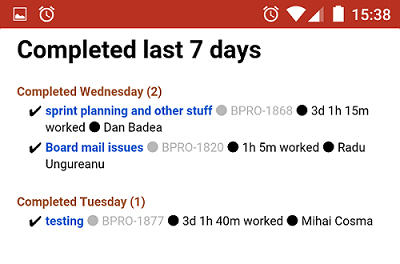 15:38
Completed last 7 days
Completed Wednesday (2)
✔ sprint planning and other stuff ● BPRO-1868 ● 3d 1h 15m
worked ● Dan Badea
✔ Board mail issues ● BPRO-1820 ● 1h 5m worked ● Radu
Ungureanu
Completed Tuesday (1)
✔ testing ● BPRO-1877 ● 3d 1h 40m worked ● Mihai Cosma